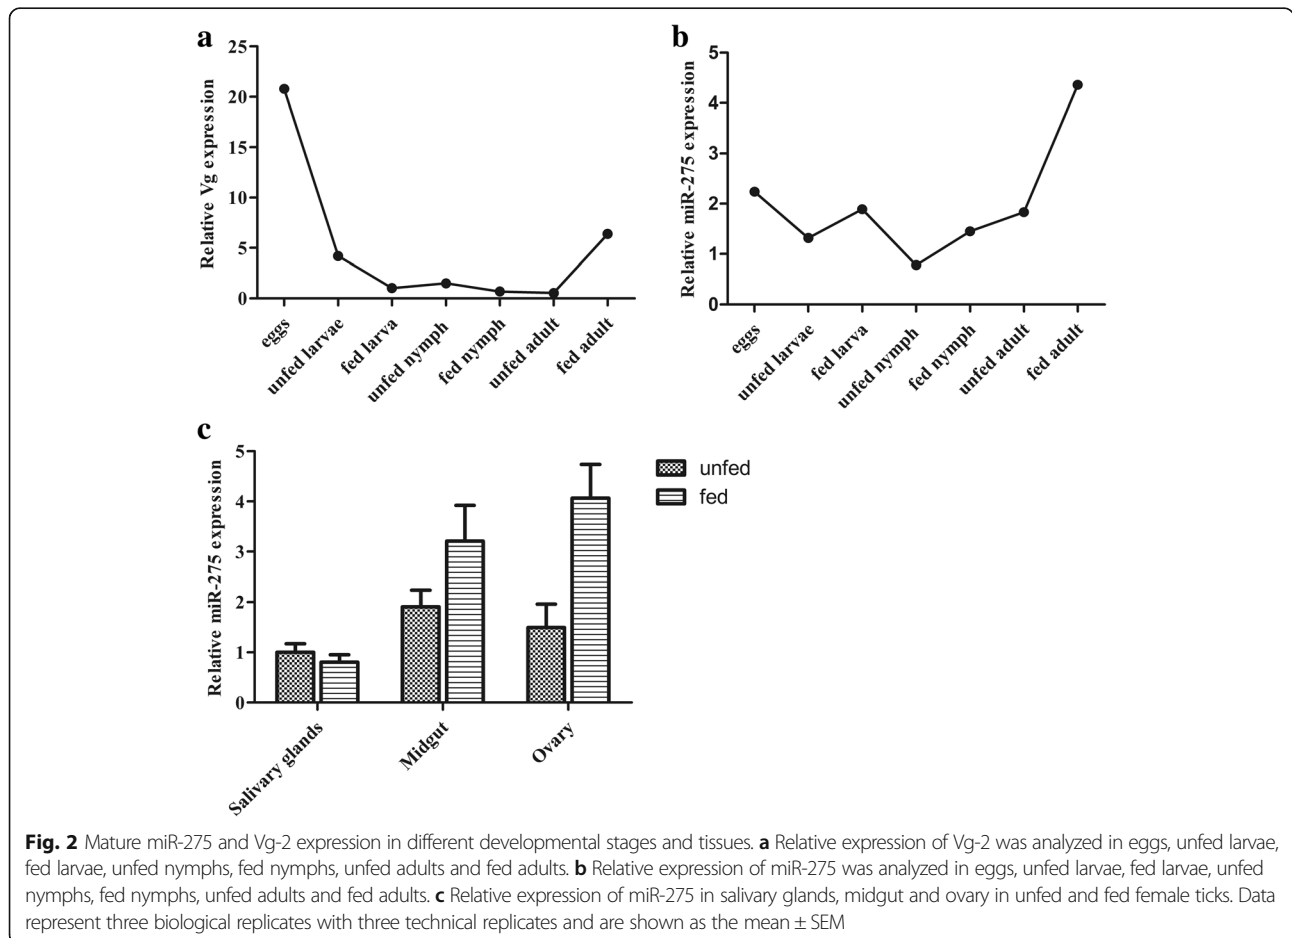 a
25
20
15
10
5
0
Relative Vg expression
eggs
unfed larvae
fed larva
unfed nymph
fed nymph
unfed adult
fed adult
b
5
4
3
2
1
0
Relative miR-275 expression
eggs
unfed larvae
fed larva
unfed nymph
fed nymph
unfed adult
fed adult
c
5
4
3
2
1
0
Relative miR-275 expression
Salivary glands
Midgut
Ovary
unfed
fed
Fig. 2 Mature miR-275 and Vg-2 expression in different developmental stages and tissues. a Relative expression of Vg-2 was analyzed in eggs, unfed larvae,
fed larvae, unfed nymphs, fed nymphs, unfed adults and fed adults. b Relative expression of miR-275 was analyzed in eggs, unfed larvae, fed larvae, unfed
nymphs, fed nymphs, unfed adults and fed adults. c Relative expression of miR-275 in salivary glands, midgut and ovary in unfed and fed female ticks. Data
represent three biological replicates with three technical replicates and are shown as the mean ± SEM